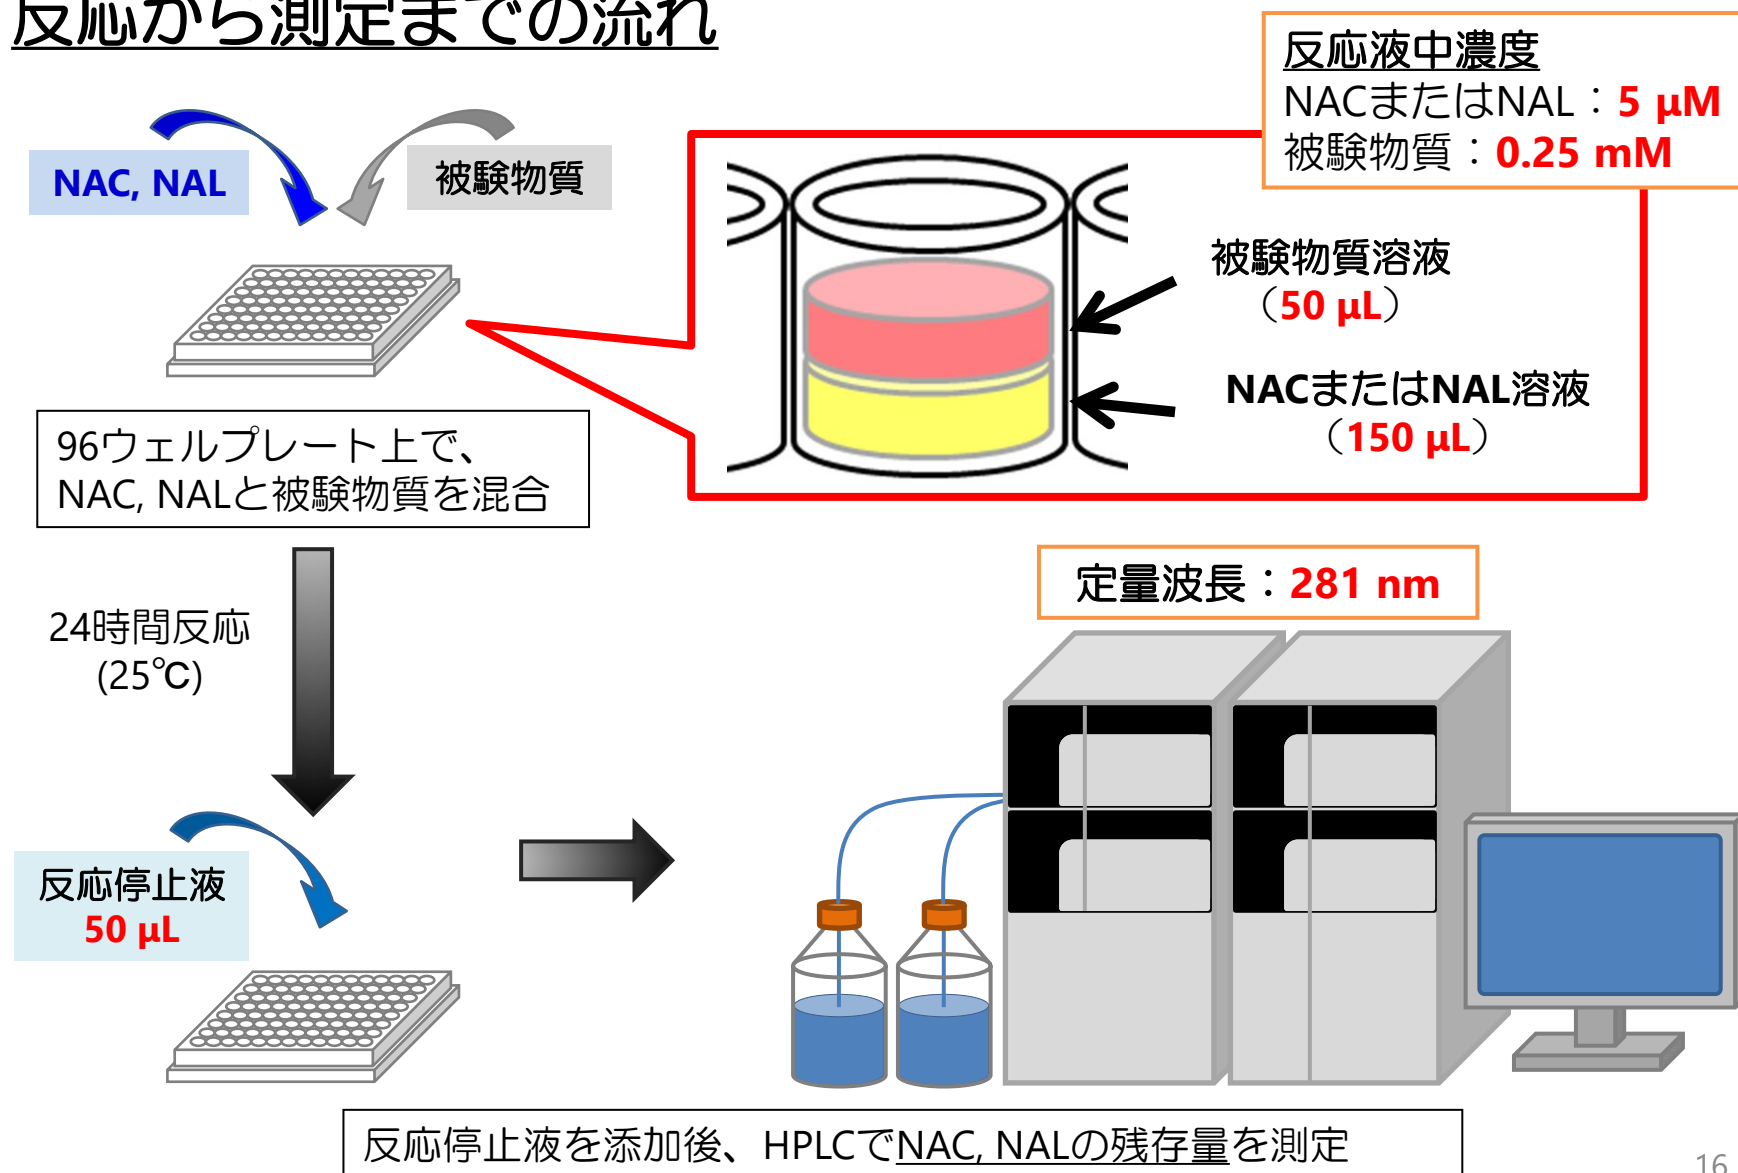 反応から測定までの流れ
反応液中濃度
NACまたはNAL：5 μM
被験物質：0.25 mM
NAC, NAL
被験物質
被験物質溶液
（50 μL）
NACまたはNAL溶液
（150 μL）
96ウェルプレート上で、
NAC, NALと被験物質を混合
24時間反応
(25℃)
定量波長：281 nm
反応停止液
50 μL
反応停止液を添加後、HPLCでNAC, NALの残存量を測定
16